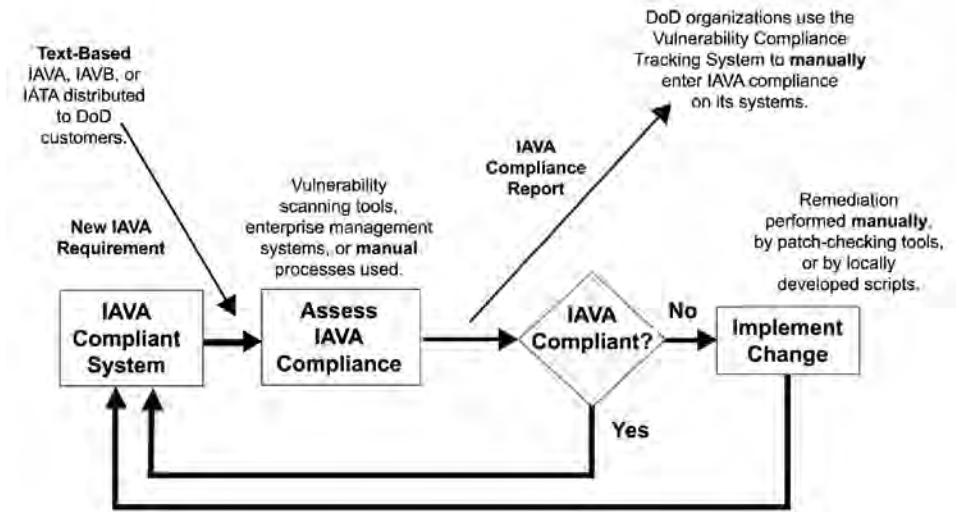 Text-Based
IAVA, IAVB, or
IATA distributed
to DoD
customers.
New IAVA
Requirement
Vulnerability
scanning tools,
enterprise management
systems, or manual
processes used.
IAVA
Compliance
Report
DoD organizations use the
Vulnerability Compliance
Tracking System to manually
enter IAVA compliance
on its systems.
Remediation
performed manually,
by patch-checking tools,
or by locally
developed scripts.
IAVA
Compliant
System
Assess
IAVA
Compliance
IAVA
Compliant?
No
Implement
Change
Yes